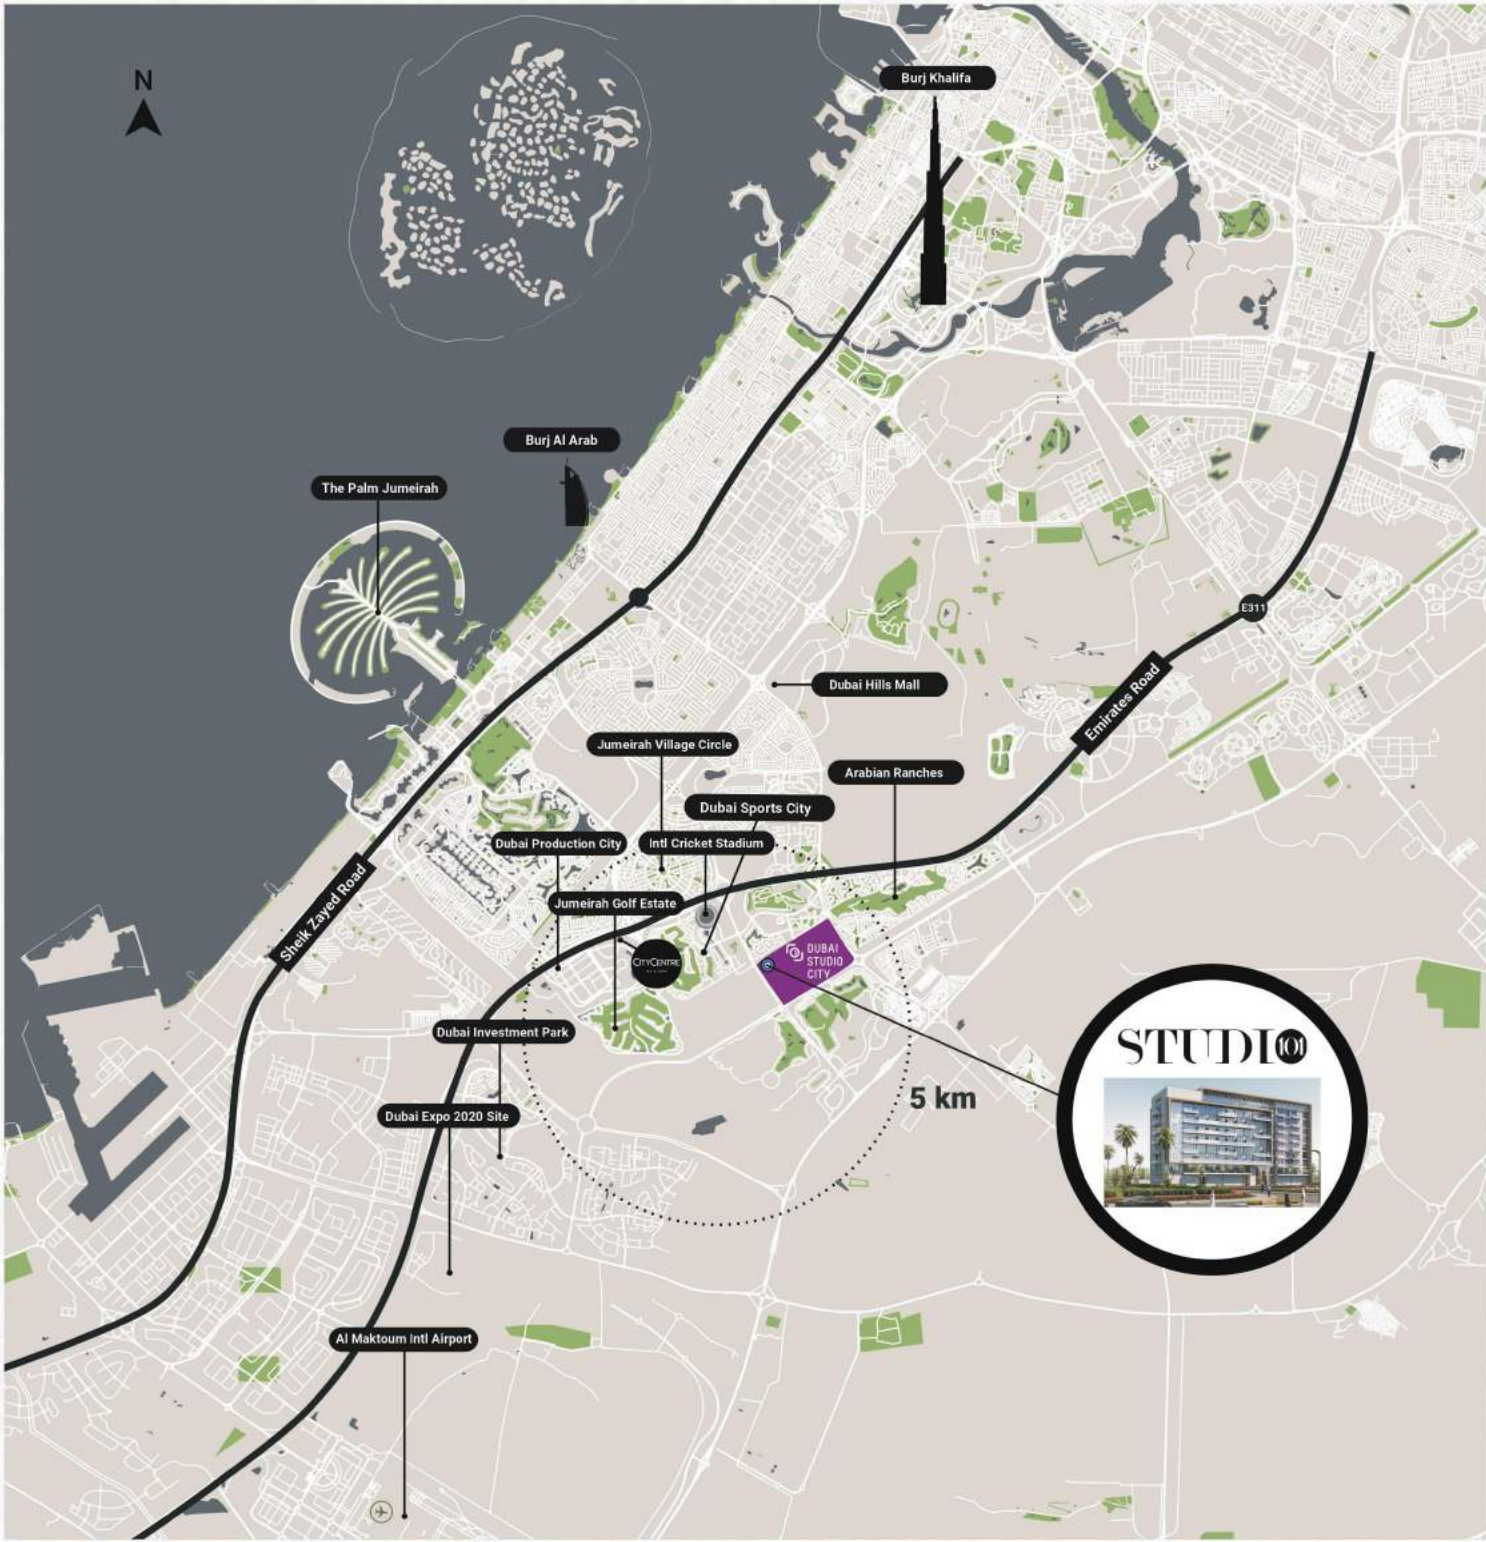 N
Burj Khalifa
Burj Al Arab
The Palm Jumeirah
E311
Dubai Hills Mall
Emirates Road
Jumeirah Village Circle
Arabian Ranches
Dubai Sports City
Dubai Production City
Intl Cricket Stadium
Sheik Zayed Road
Jumeirah Golf Estate
CITYCENTRE
DUBAI
STUDIO
CITY
Dubai Investment Park
STUDIO101
5 km
Dubai Expo 2020 Site
Al Maktoum Intl Airport